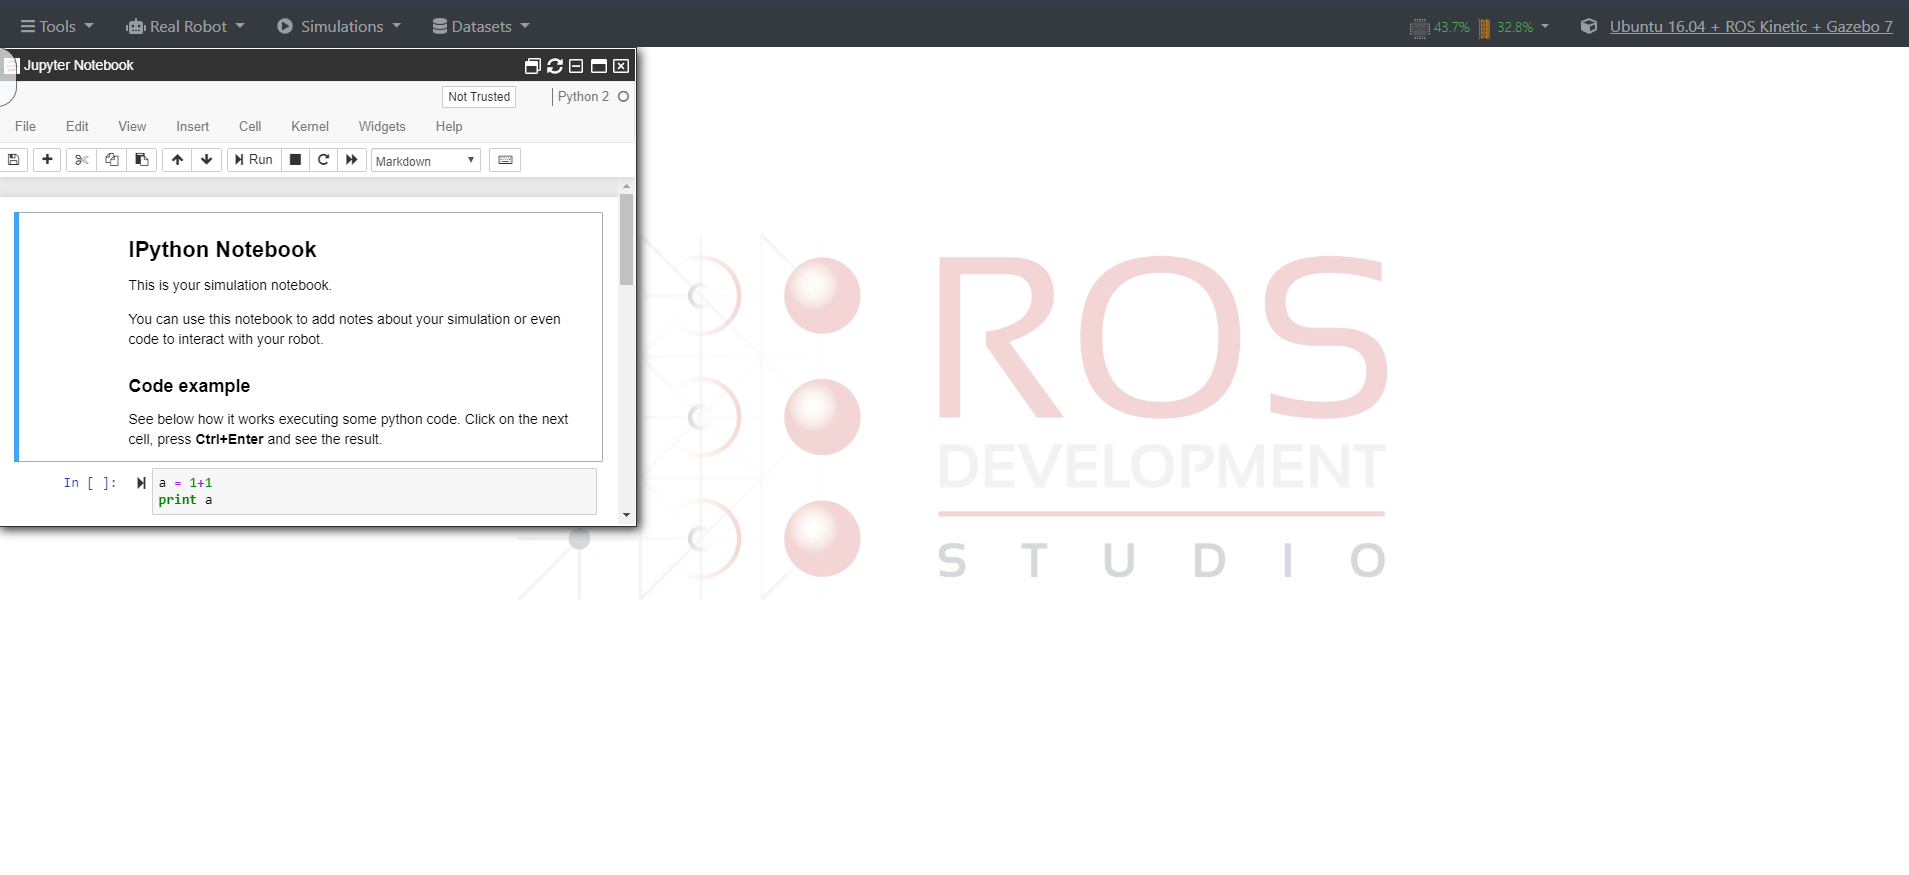 Tools Real Robot Simulations Datasets 43.7% 32.8% Ubuntu 16.04 + ROS Kinetic + Gazebo 7
Jupyter Notebook
Not Trusted Python 2
File Edit View Insert Cell Kernel Widgets Help
Run Markdown
IPython Notebook
This is your simulation notebook.
You can use this notebook to add notes about your simulation or even
code to interact with your robot.
Code example
See below how it works executing some python code. Click on the next
cell, press Ctrl+Enter and see the result.
In [ ]: a = 1+1
print a
ROS
DEVELOPMENT
STUDIO